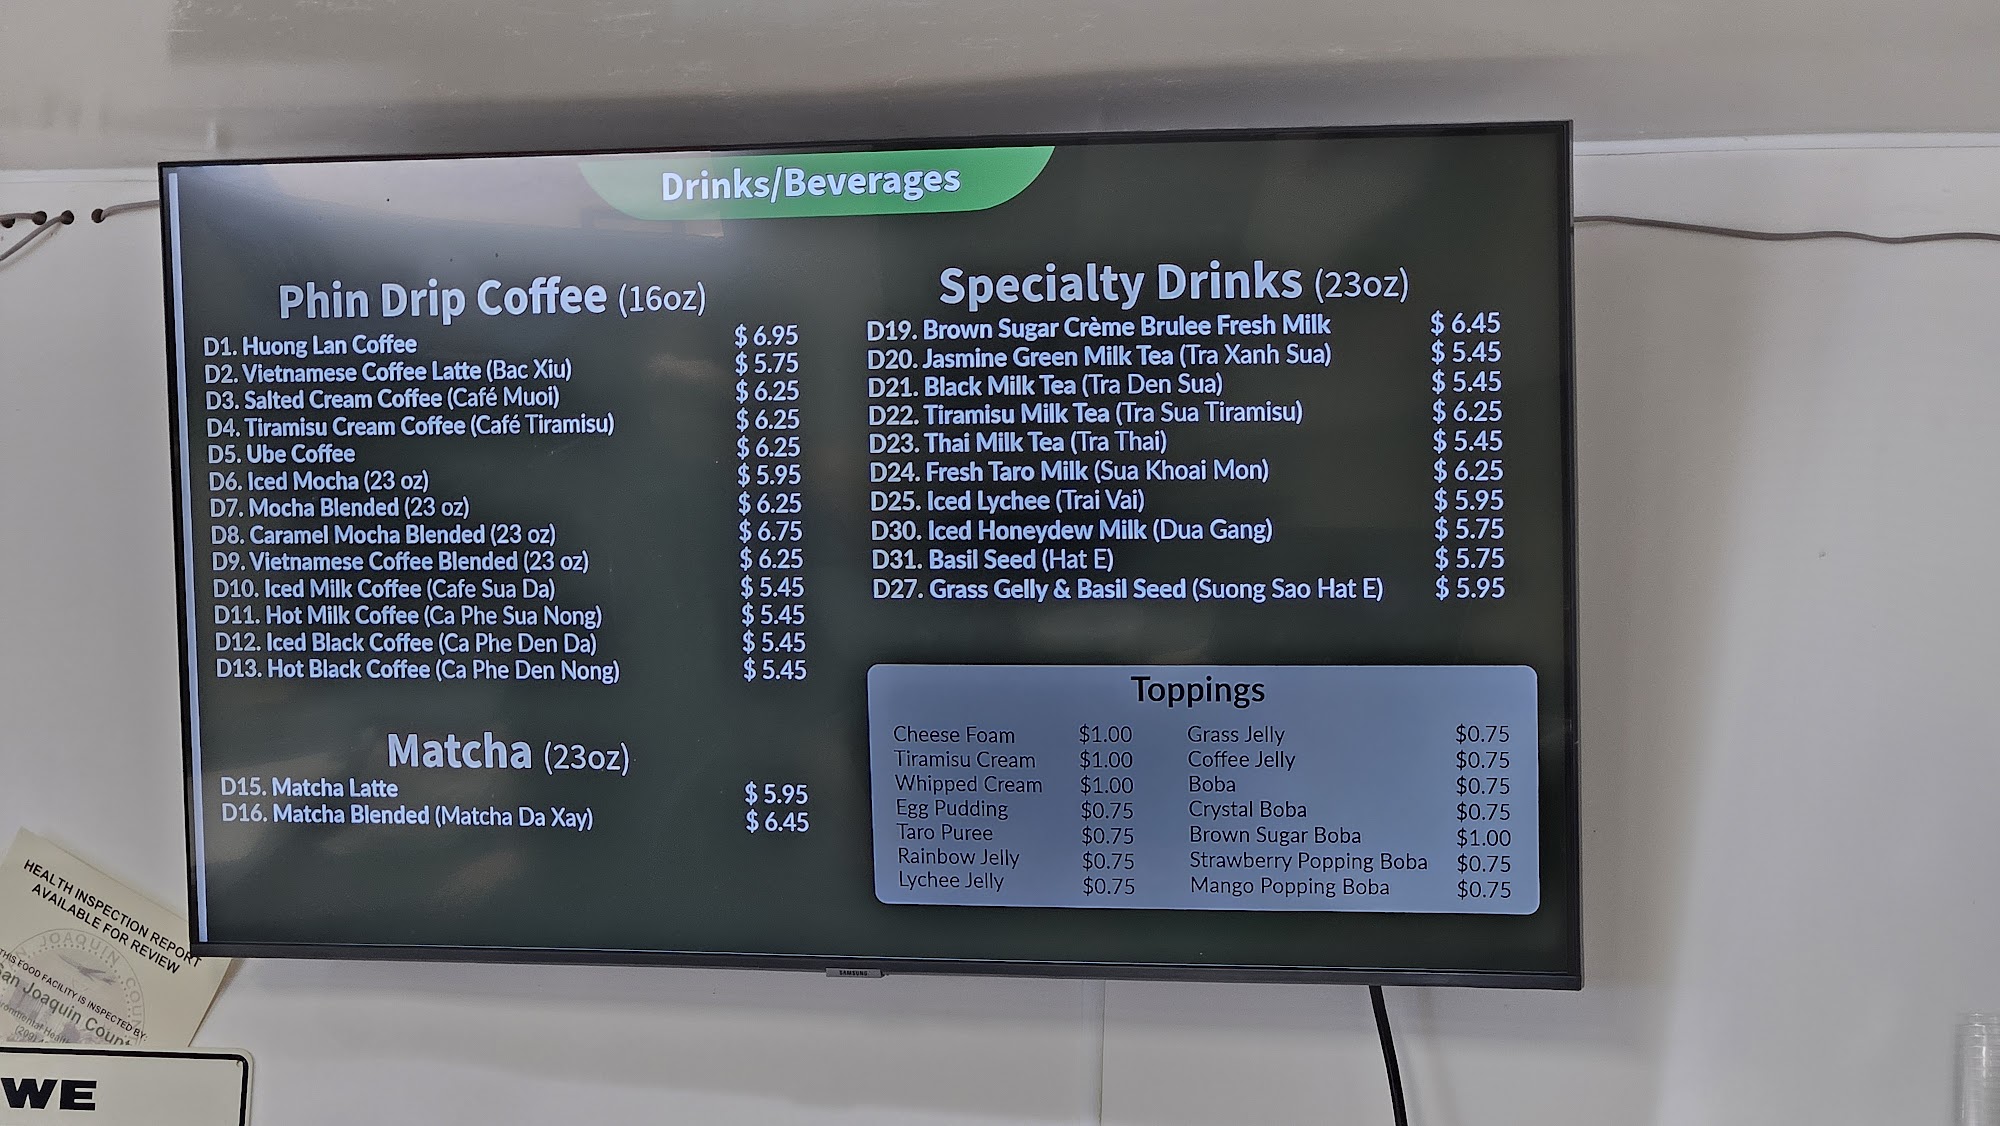 Drinks/Beverages
Phin Drip Coffee (16oz)
D1. Huong Lan Coffee $ 6.95
D2. Vietnamese Coffee Latte (Bac Xiu) $ 5.75
D3. Salted Cream Coffee (Café Muoi) $ 6.25
D4. Tiramisu Cream Coffee (Café Tiramisu) $ 6.25
D5. Ube Coffee $ 6.25
D6. Iced Mocha (23 oz) $ 5.95
D7. Mocha Blended (23 oz) $ 6.25
D8. Caramel Mocha Blended (23 oz) $ 6.75
D9. Vietnamese Coffee Blended (23 oz) $ 6.25
D10. Iced Milk Coffee (Cafe Sua Da) $ 5.45
D11. Hot Milk Coffee (Ca Phe Sua Nong) $ 5.45
D12. Iced Black Coffee (Ca Phe Den Da) $ 5.45
D13. Hot Black Coffee (Ca Phe Den Nong) $ 5.45
Matcha (23oz)
D15. Matcha Latte $ 5.95
D16. Matcha Blended (Matcha Da Xay) $ 6.45
Specialty Drinks (23oz)
D19. Brown Sugar Crème Brulee Fresh Milk $ 6.45
D20. Jasmine Green Milk Tea (Tra Xanh Sua) $ 5.45
D21. Black Milk Tea (Tra Den Sua) $ 5.45
D22. Tiramisu Milk Tea (Tra Sua Tiramisu) $ 6.25
D23. Thai Milk Tea (Tra Thai) $ 5.45
D24. Fresh Taro Milk (Sua Khoai Mon) $ 6.25
D25. Iced Lychee (Trai Vai) $ 5.95
D30. Iced Honeydew Milk (Dua Gang) $ 5.75
D31. Basil Seed (Hat E) $ 5.75
D27. Grass Gelly & Basil Seed (Suong Sao Hat E) $ 5.95
Toppings
Cheese Foam $1.00 Grass Jelly $0.75
Tiramisu Cream $1.00 Coffee Jelly $0.75
Whipped Cream $1.00 Boba $0.75
Egg Pudding $0.75 Crystal Boba $0.75
Taro Puree $0.75 Brown Sugar Boba $1.00
Rainbow Jelly $0.75 Strawberry Popping Boba $0.75
Lychee Jelly $0.75 Mango Popping Boba $0.75
SAMSUNG
HEALTH INSPECTION REPORT
AVAILABLE FOR REVIEW
JOAQUIN
THIS FOOD FACILITY IS INSPECTED BY:
San Joaquin
WE